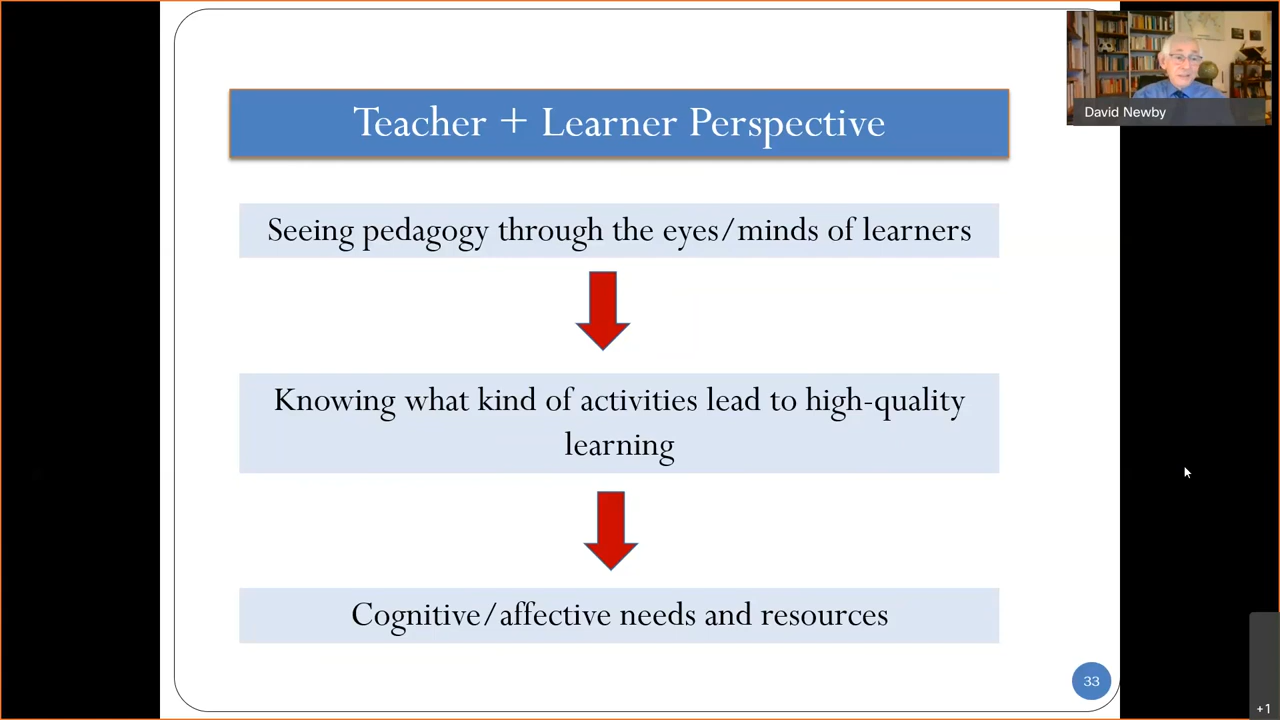 Teacher + Learner Perspective
David Newby
Seeing pedagogy through the eyes/minds of learners
Knowing what kind of activities lead to high-quality
learning
Cognitive/affective needs and resources
33
+1